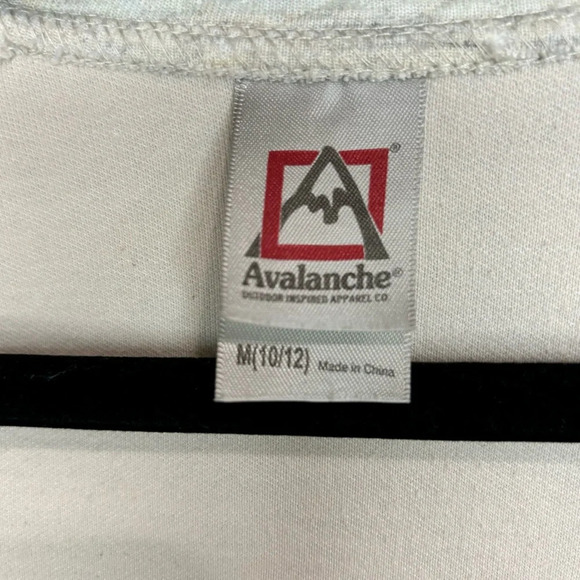 ®
Avalanche®
OUTDOOR INSPIRED APPAREL CO.
M(10/12) Made in China